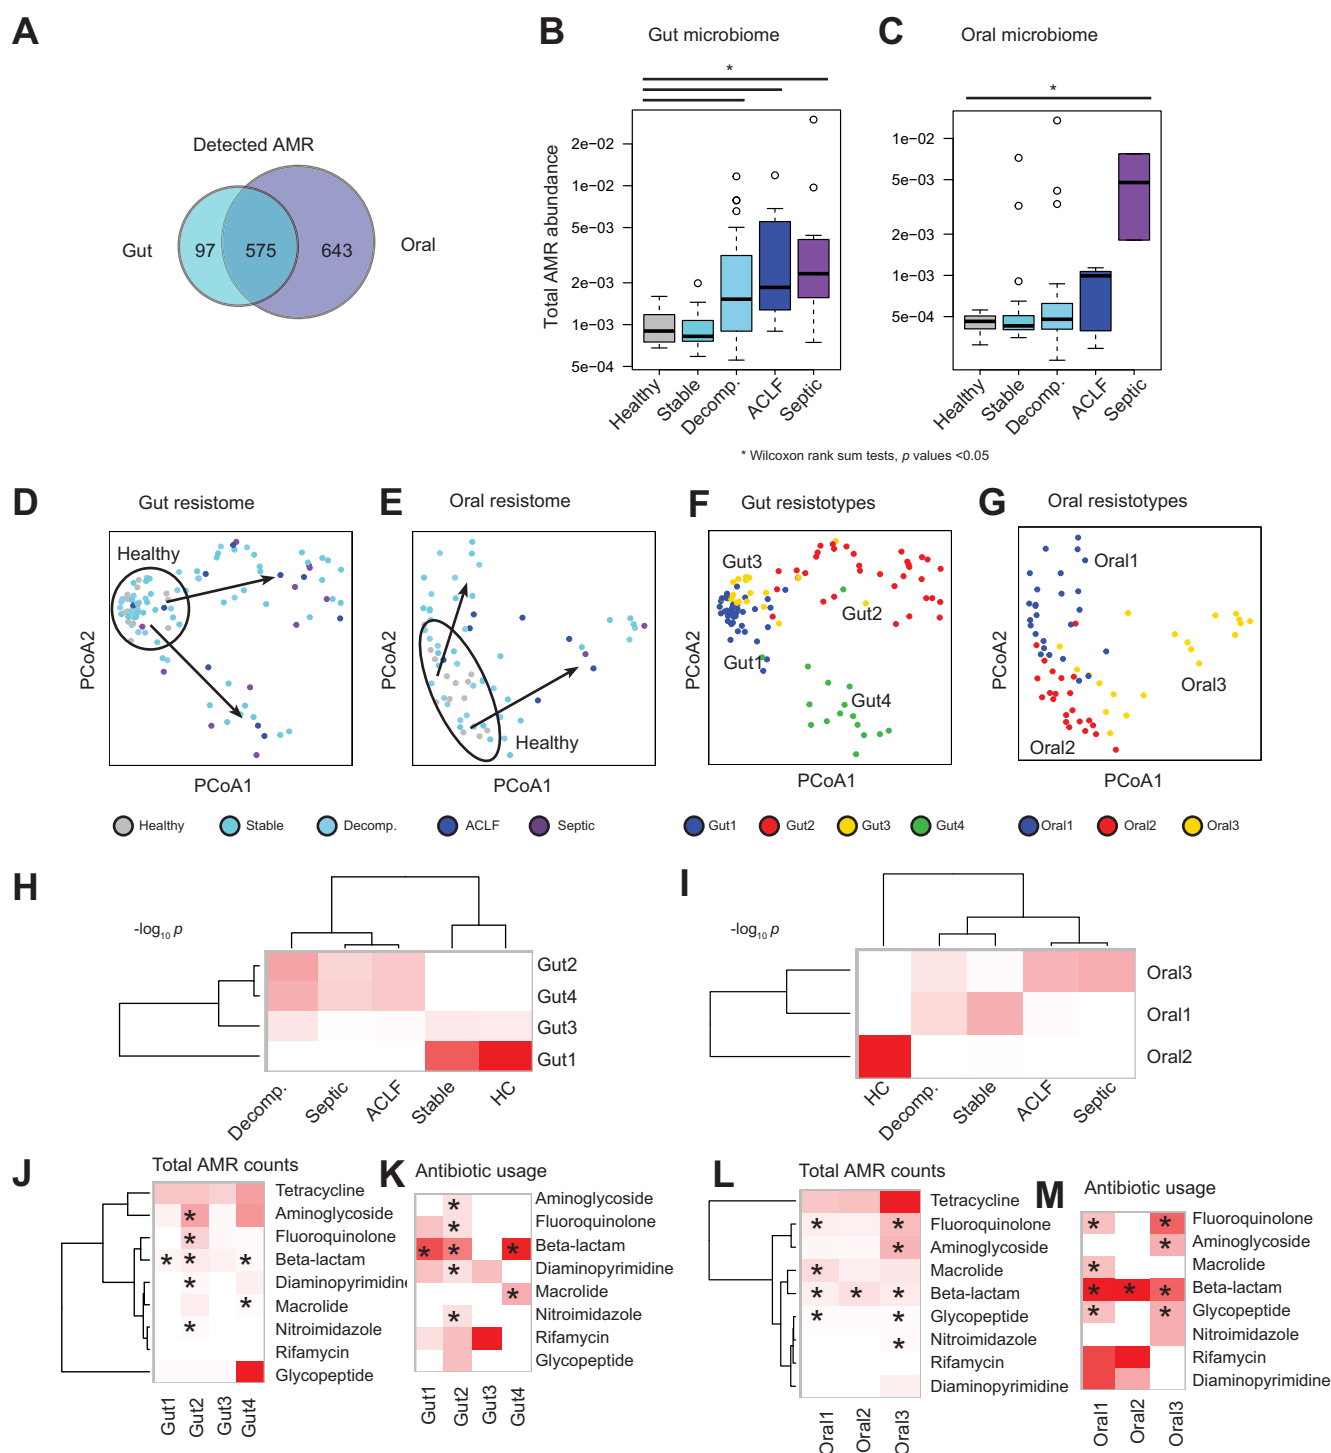 A
Detected AMR
Gut
97
575
643
Oral
B
Gut microbiome
*
Total AMR abundance
2e−02
1e−02
5e−03
2e−03
1e−03
5e−04
Healthy
Stable
Decomp.
ACLF
Septic
C
Oral microbiome
*
1e−02
5e−03
2e−03
1e−03
5e−04
Healthy
Stable
Decomp.
ACLF
Septic
* Wilcoxon rank sum tests, p values <0.05
D
Gut resistome
Healthy
PCoA2
PCoA1
E
Oral resistome
Healthy
PCoA2
PCoA1
F
Gut resistotypes
Gut3
Gut2
Gut1
Gut4
PCoA2
PCoA1
G
Oral resistotypes
Oral1
Oral3
Oral2
PCoA2
PCoA1
Healthy
Stable
Decomp.
ACLF
Septic
Gut1
Gut2
Gut3
Gut4
Oral1
Oral2
Oral3
H
-log10 p
Gut2
Gut4
Gut3
Gut1
Decomp.
Septic
ACLF
Stable
HC
I
-log10 p
Oral3
Oral1
Oral2
HC
Decomp.
Stable
ACLF
Septic
J
Total AMR counts
Tetracycline
Aminoglycoside
*
Fluoroquinolone
*
Beta-lactam
* * *
Diaminopyrimidine
*
Macrolide
*
Nitroimidazole
*
Rifamycin
Glycopeptide
Gut1
Gut2
Gut3
Gut4
K
Antibiotic usage
Aminoglycoside
*
Fluoroquinolone
*
Beta-lactam
* * *
Diaminopyrimidine
*
Macrolide
*
Nitroimidazole
*
Rifamycin
Glycopeptide
Gut1
Gut2
Gut3
Gut4
L
Total AMR counts
Tetracycline
Fluoroquinolone
* *
Aminoglycoside
*
Macrolide
*
Beta-lactam
* * *
Glycopeptide
* *
Nitroimidazole
*
Rifamycin
Diaminopyrimidine
Oral1
Oral2
Oral3
M
Antibiotic usage
Fluoroquinolone
* *
Aminoglycoside
*
Macrolide
*
Beta-lactam
* * *
Glycopeptide
* *
Nitroimidazole
Rifamycin
Diaminopyrimidine
Oral1
Oral2
Oral3